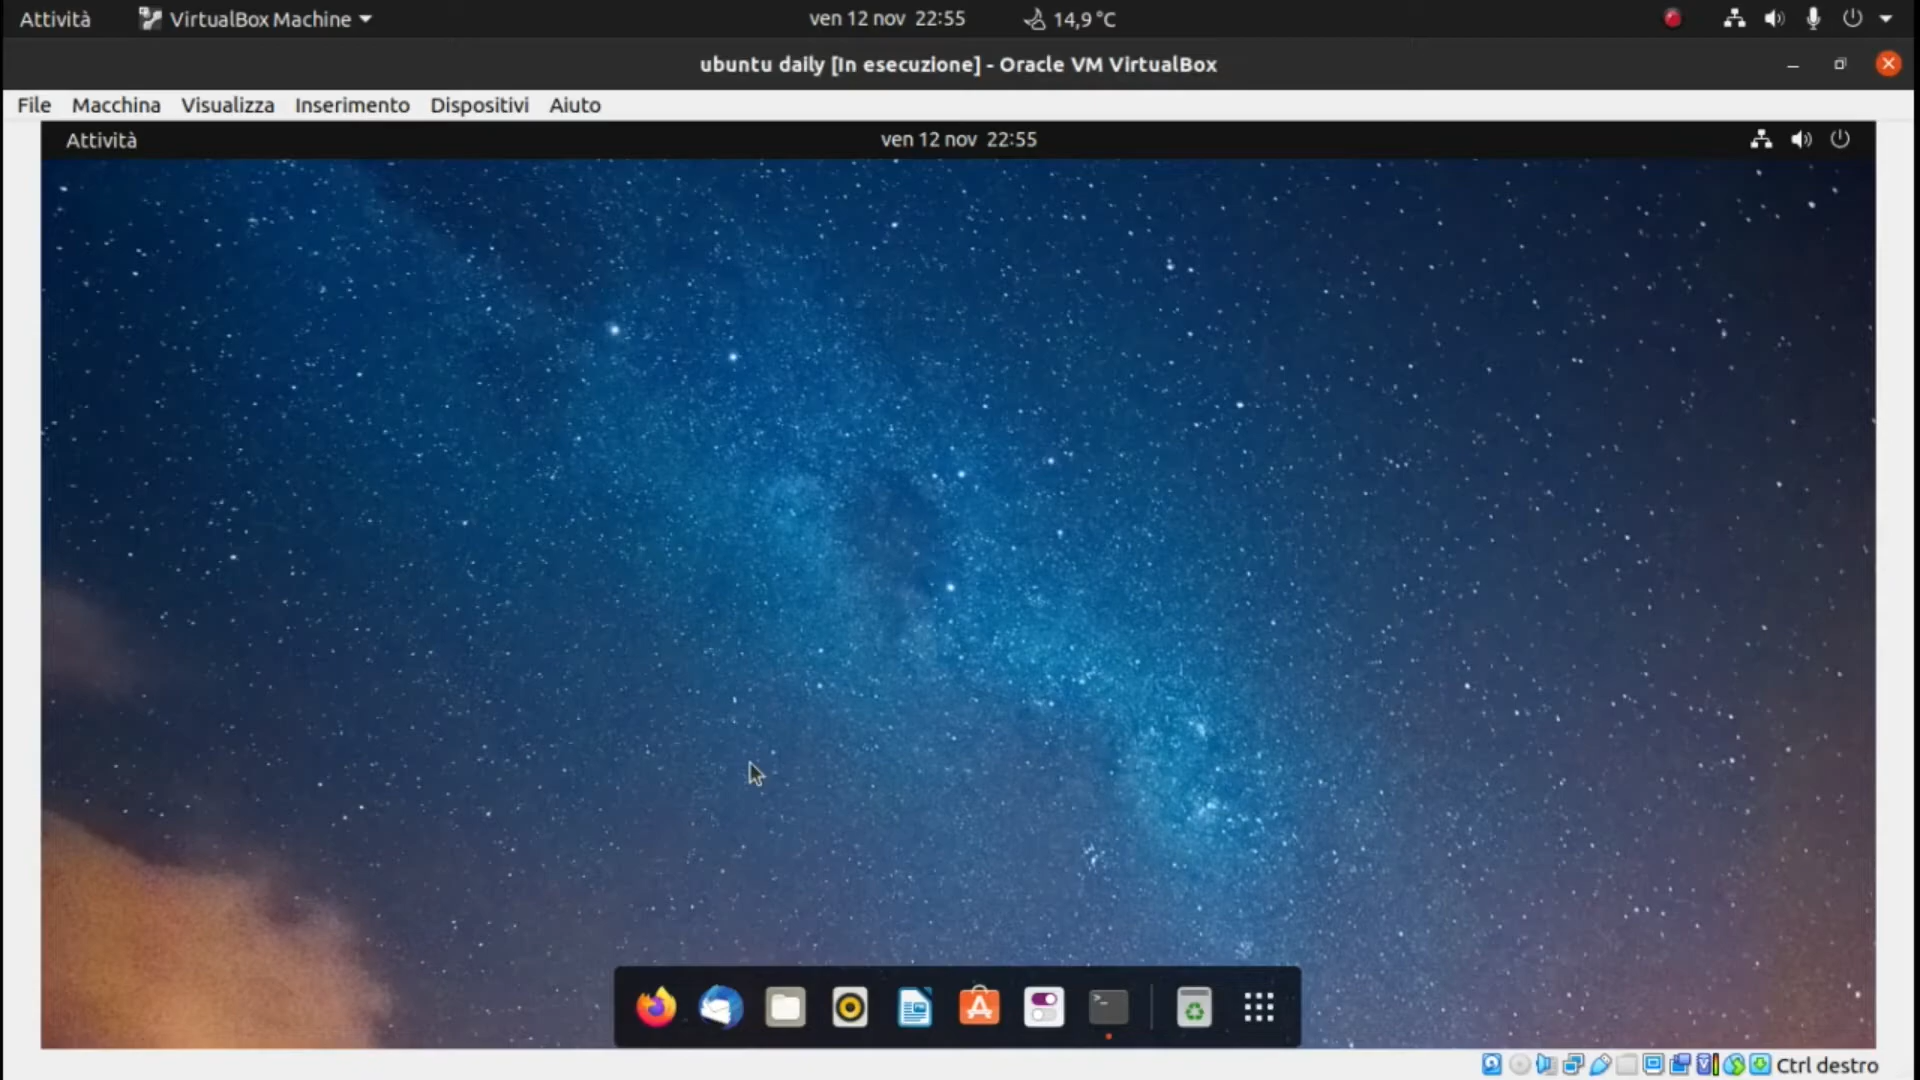 Attività VirtualBox Machine ven 12 nov 22:55 14,9 °C
ubuntu daily [In esecuzione] - Oracle VM VirtualBox
File Macchina Visualizza Inserimento Dispositivi Aiuto
Attività ven 12 nov 22:55
Ctrl destro